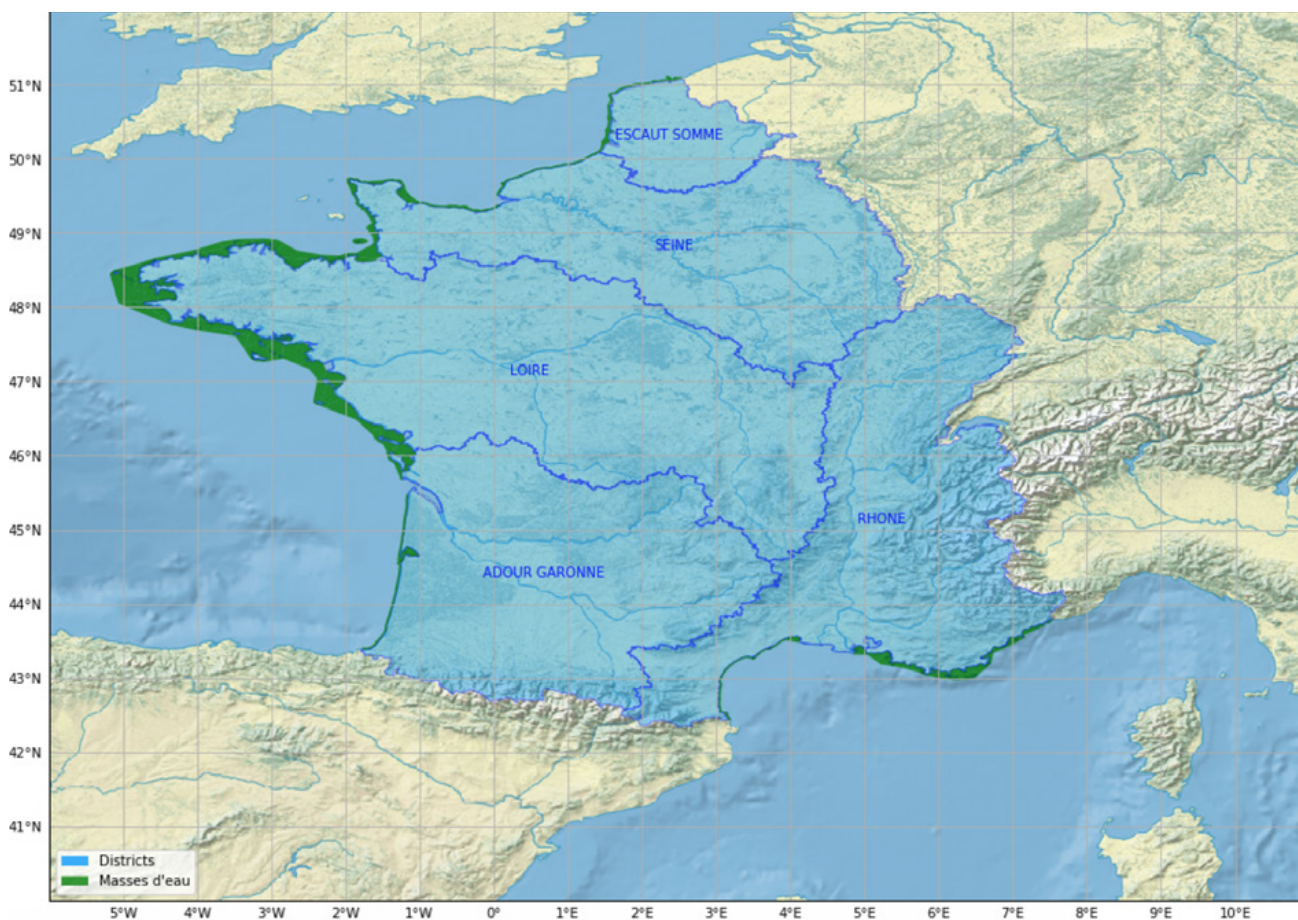 51°N
ESCAUT SOMME
50°N
49°N
SEINE
48°N
47°N
LOIRE
46°N
RHONE
45°N
ADOUR GARONNE
44°N
43°N
42°N
41°N
Districts
Masses d'eau
5°W 4°W 3°W 2°W 1°W 0° 1°E 2°E 3°E 4°E 5°E 6°E 7°E 8°E 9°E 10°E